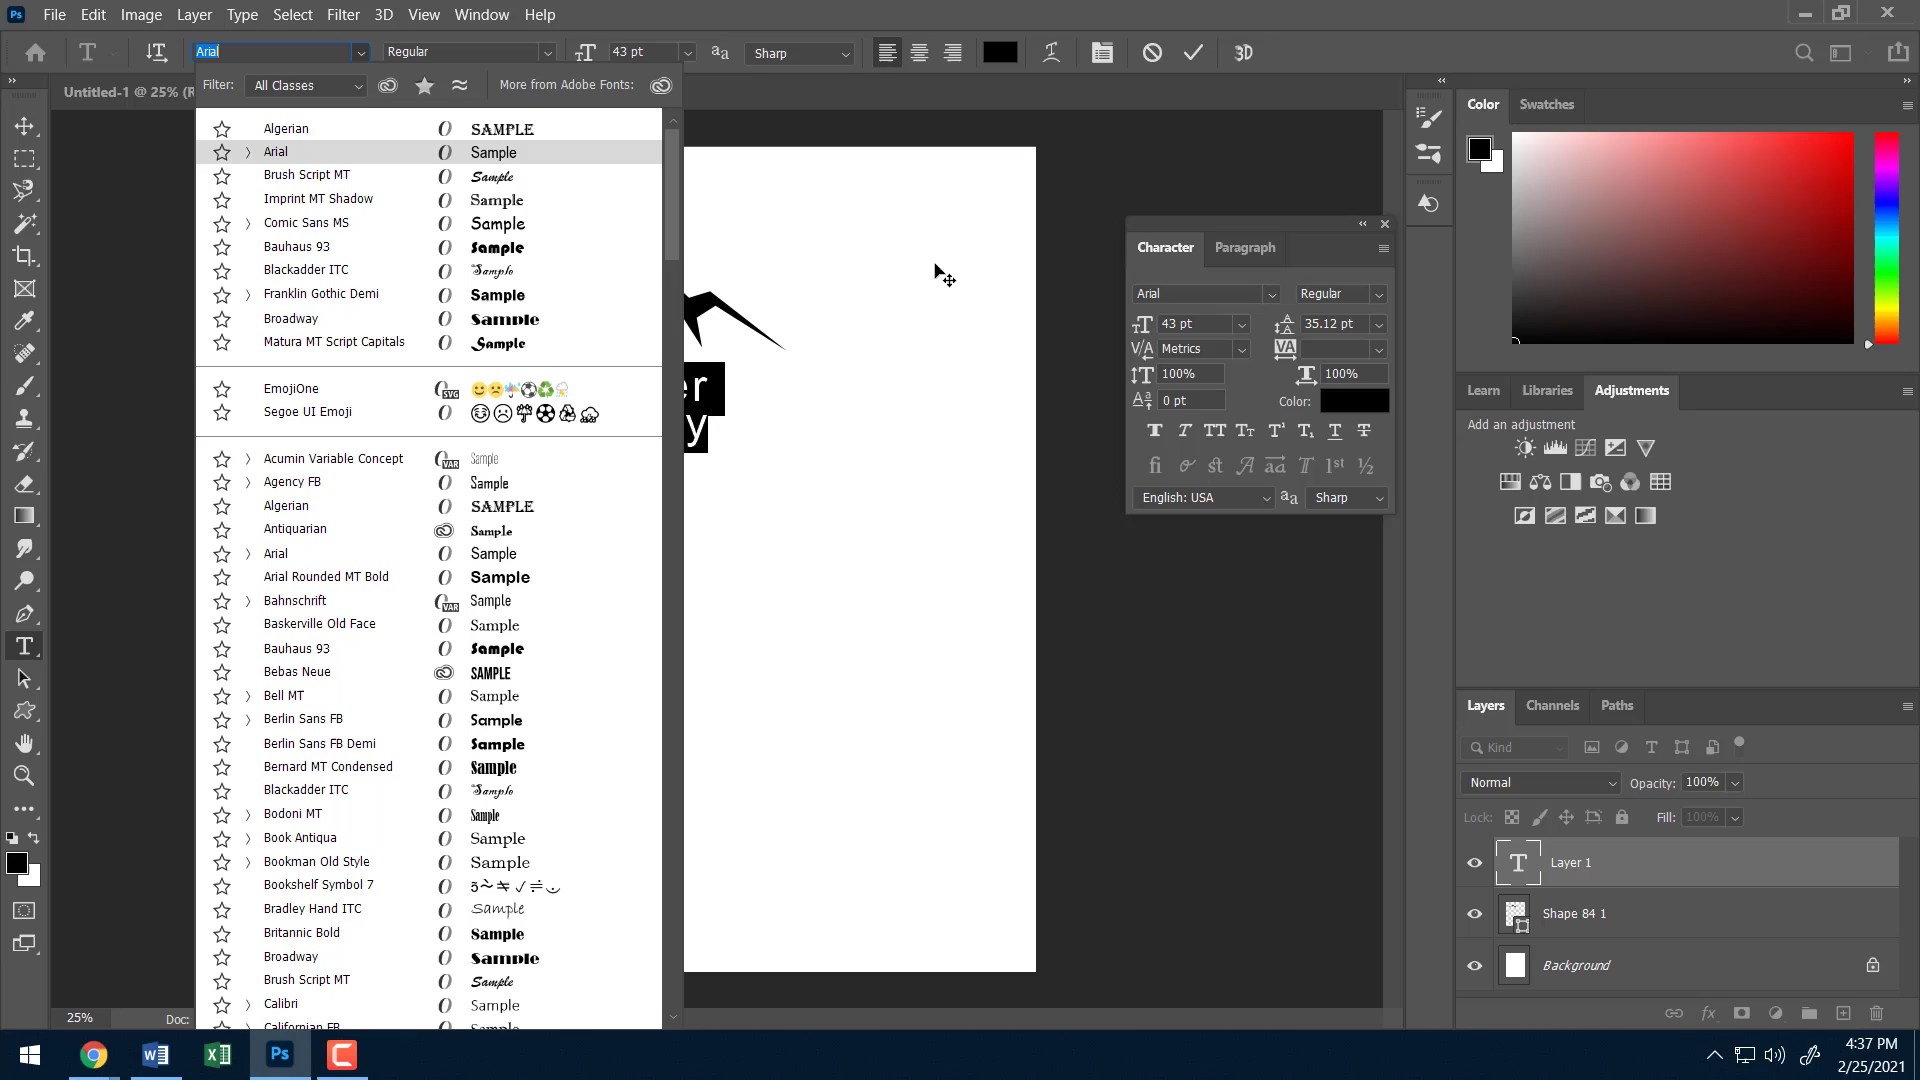 File Edit Image Layer Type Select Filter 3D View Window Help
Arial Regular 43 pt Sharp 3D
Untitled-1 @ 25% (R
Filter: All Classes More from Adobe Fonts:
Algerian SAMPLE
Arial Sample
Brush Script MT Sample
Imprint MT Shadow Sample
Comic Sans MS Sample
Bauhaus 93 Sample
Blackadder ITC Sample
Franklin Gothic Demi Sample
Broadway Sample
Matura MT Script Capitals Sample
EmojiOne
Segoe UI Emoji
Acumin Variable Concept Sample
Agency FB Sample
Algerian SAMPLE
Antiquarian Sample
Arial Sample
Arial Rounded MT Bold Sample
Bahnschrift Sample
Baskerville Old Face Sample
Bauhaus 93 Sample
Bebas Neue SAMPLE
Bell MT Sample
Berlin Sans FB Sample
Berlin Sans FB Demi Sample
Bernard MT Condensed Sample
Blackadder ITC Sample
Bodoni MT Sample
Book Antiqua Sample
Bookman Old Style Sample
Bookshelf Symbol 7
Bradley Hand ITC Sample
Britannic Bold Sample
Broadway Sample
Brush Script MT Sample
Calibri Sample
Californian FB Sample
er
y
Character Paragraph
Arial Regular
43 pt 35.12 pt
Metrics
100% 100%
0 pt Color:
English: USA Sharp
Color Swatches
Learn Libraries Adjustments
Add an adjustment
Layers Channels Paths
Kind
Normal Opacity: 100%
Lock: Fill: 100%
Layer 1
Shape 84 1
Background
25% Doc:
4:37 PM
2/25/2021